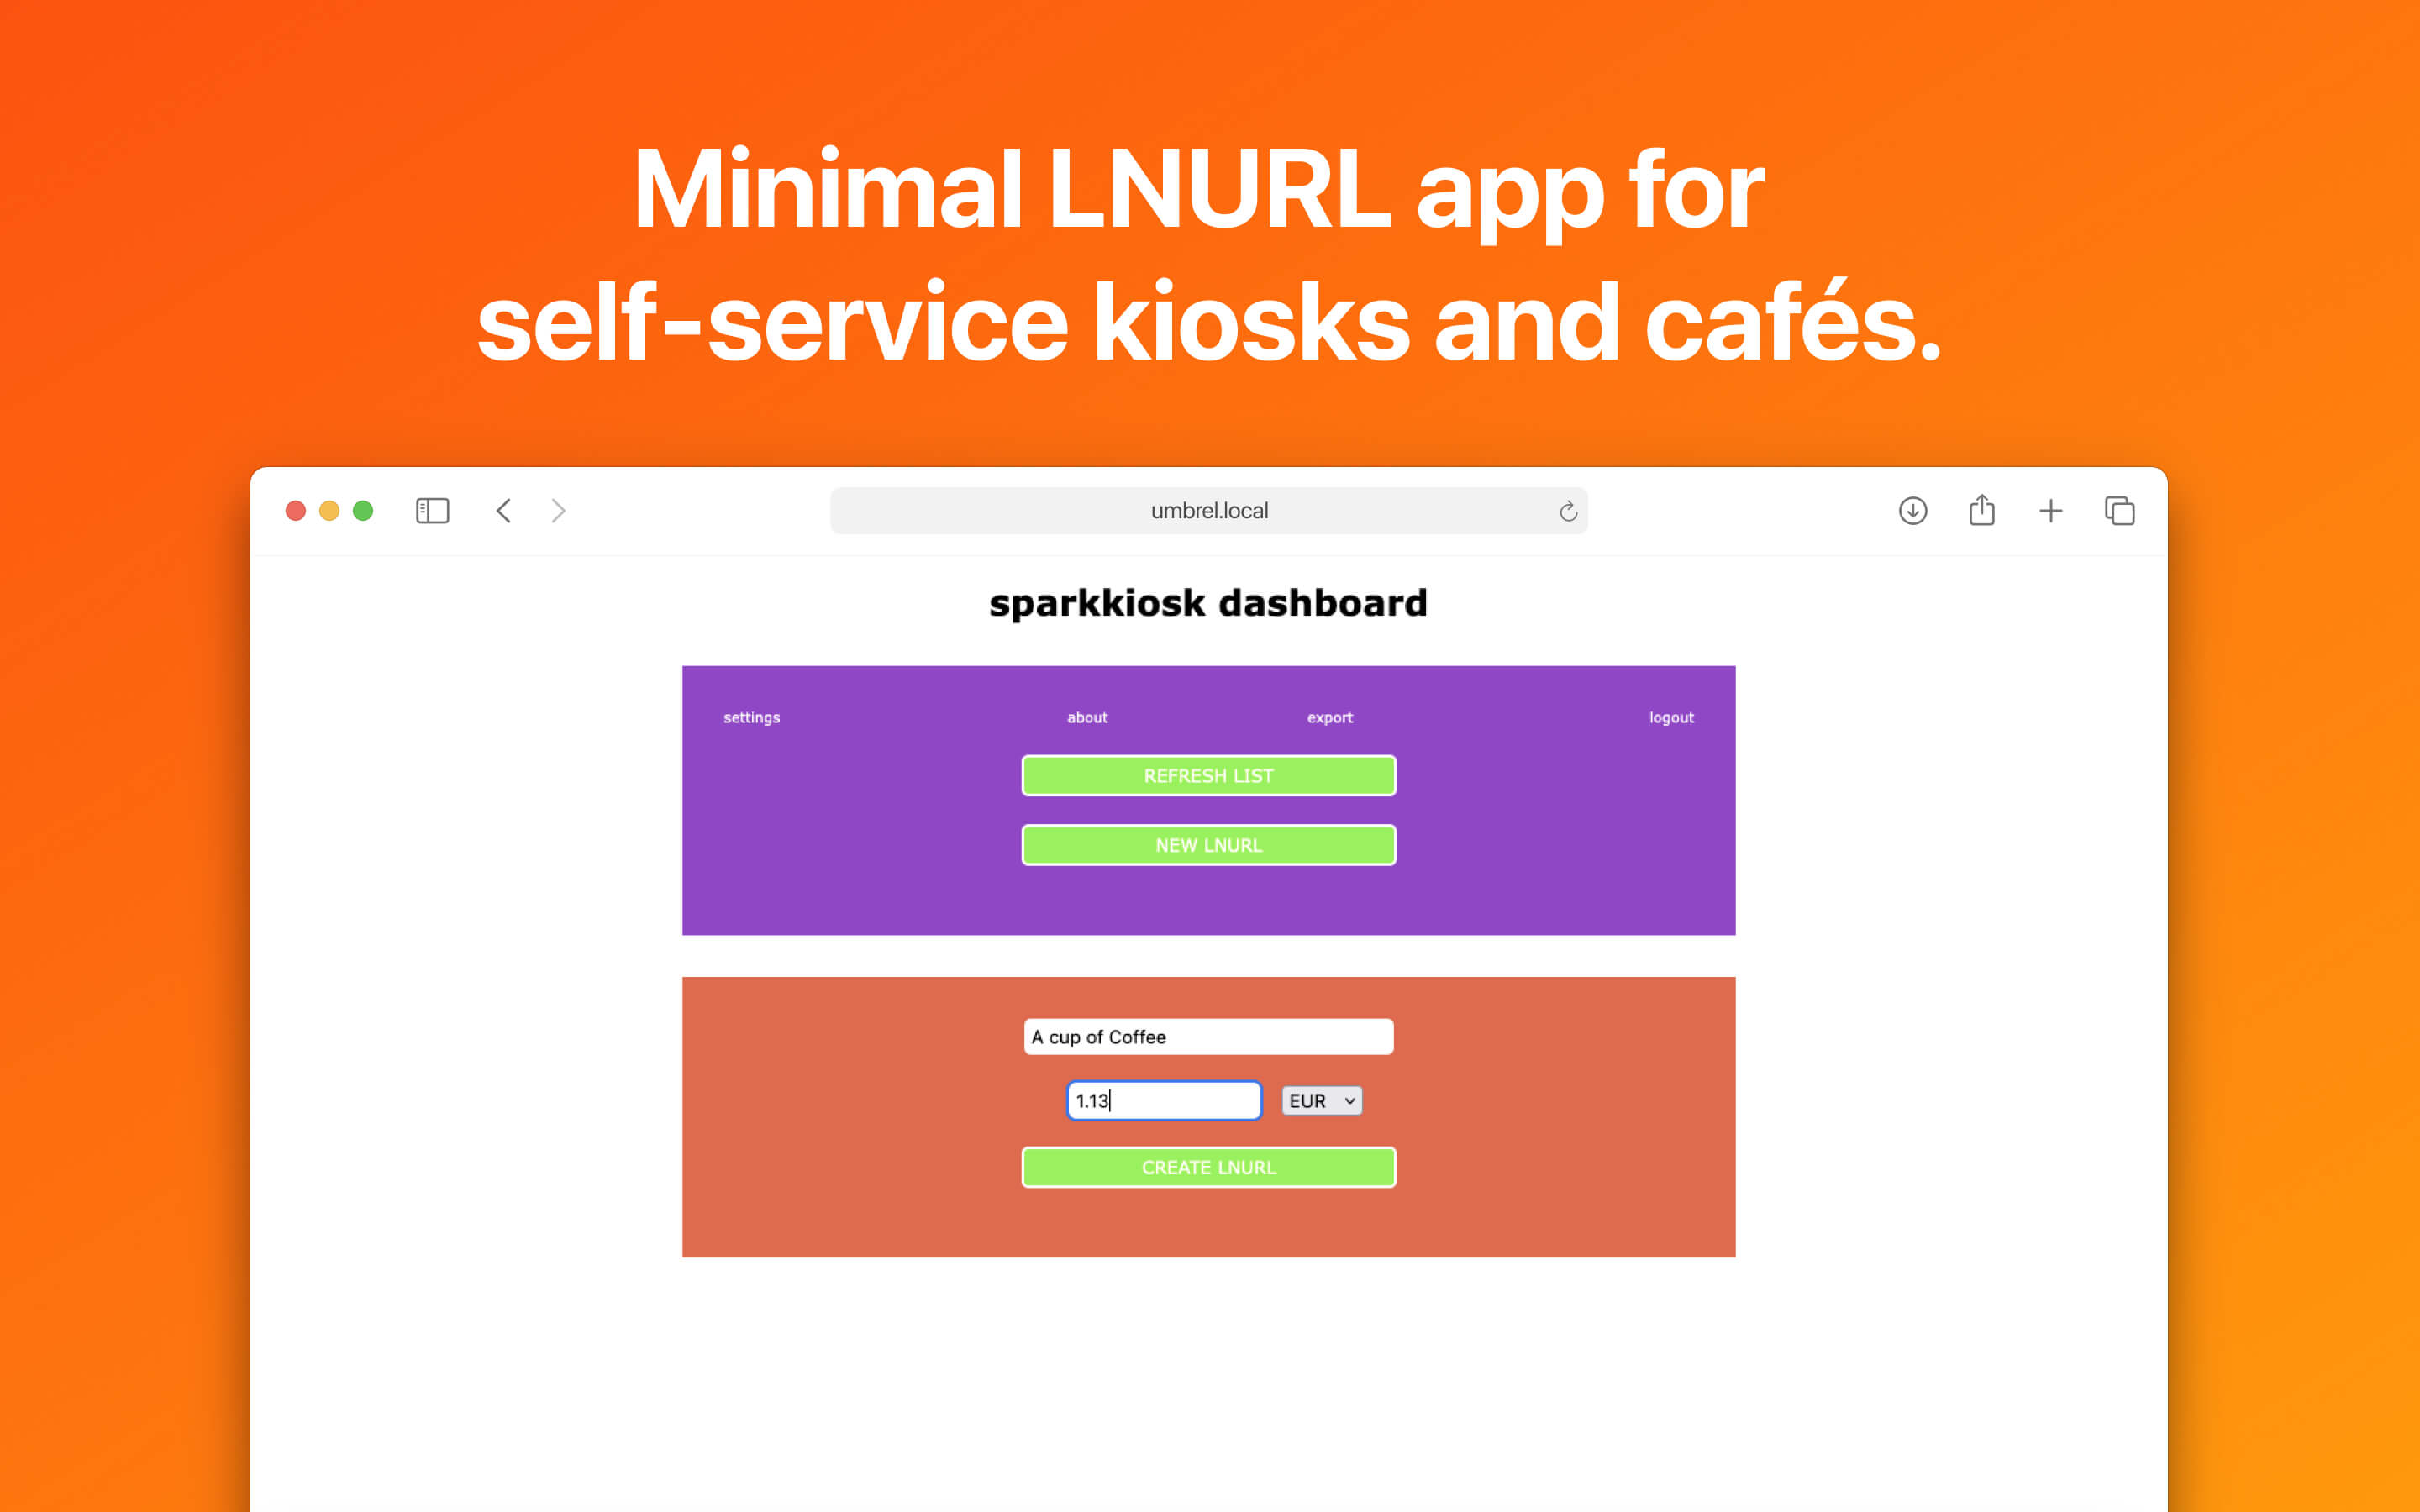 Minimal LNURL app for
self-service kiosks and cafés.
umbrel.local
sparkkiosk dashboard
settings about export logout
REFRESH LIST
NEW LNURL
A cup of Coffee
1.13 EUR
CREATE LNURL